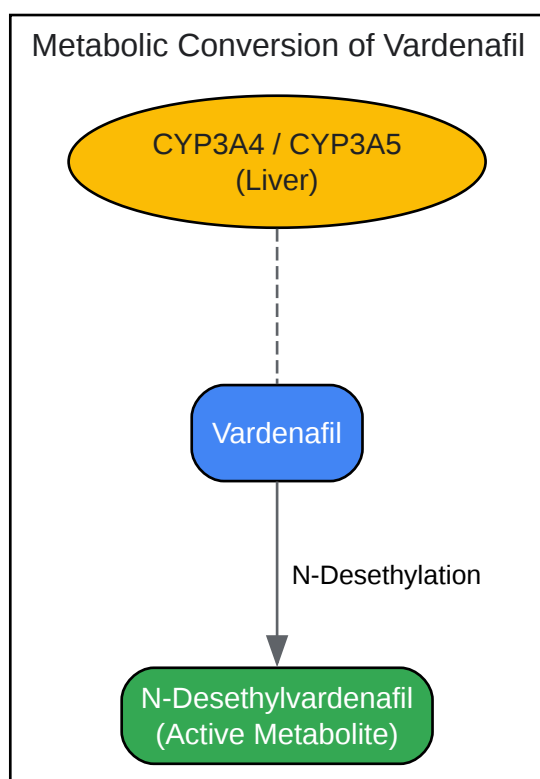 Metabolic Conversion of Vardenafil
CYP3A4 / CYP3A5
(Liver)
Vardenafil
N-Desethylation
N-Desethylvardenafil
(Active Metabolite)